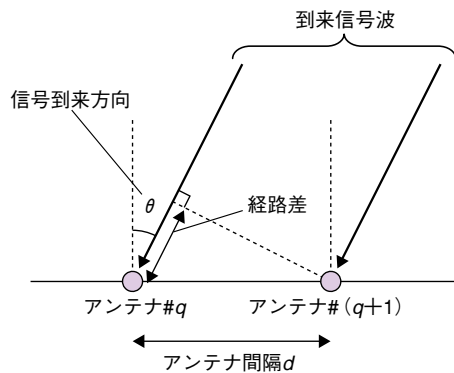 到来信号波
信号到来方向
θ
経路差
アンテナ#q
アンテナ#(q+1)
アンテナ間隔d